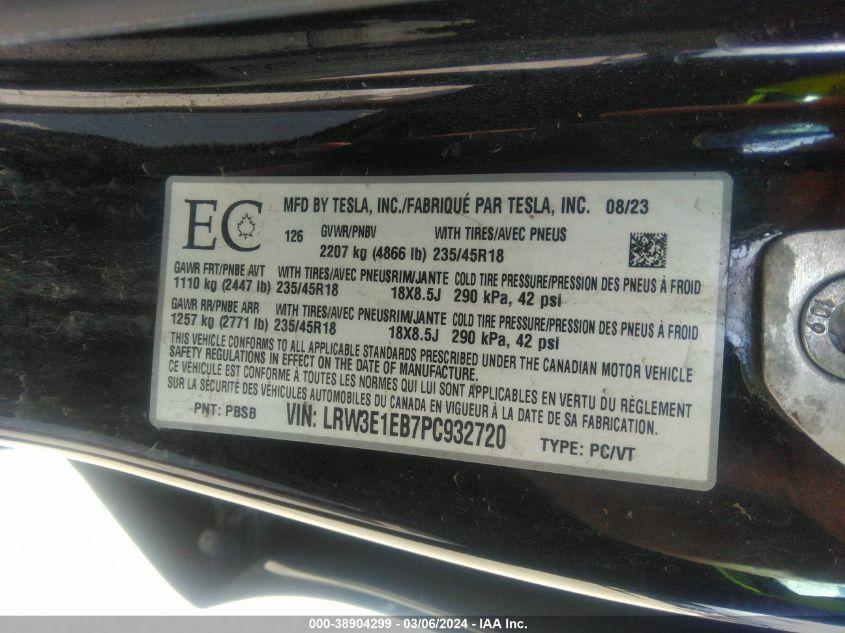 EC
MFD BY TESLA, INC./FABRIQUÉ PAR TESLA, INC. 08/23
126 GVWR/PNBV WITH TIRES/AVEC PNEUS
2207 kg (4866 lb) 235/45R18
GAWR FRT/PNBE AVT WITH TIRES/AVEC PNEUS RIM/JANTE COLD TIRE PRESSURE/PRESSION DES PNEUS À FROID
1110 kg (2447 lb) 235/45R18 18X8.5J 290 kPa, 42 psi
GAWR RR/PNBE ARR WITH TIRES/AVEC PNEUS RIM/JANTE COLD TIRE PRESSURE/PRESSION DES PNEUS À FROID
1257 kg (2771 lb) 235/45R18 18X8.5J 290 kPa, 42 psi
THIS VEHICLE CONFORMS TO ALL APPLICABLE STANDARDS PRESCRIBED UNDER THE CANADIAN MOTOR VEHICLE
SAFETY REGULATIONS IN EFFECT ON THE DATE OF MANUFACTURE.
CE VÉHICULE EST CONFORME À TOUTES LES NORMES QUI LUI SONT APPLICABLES EN VERTU DU RÈGLEMENT
SUR LA SÉCURITÉ DES VÉHICULES AUTOMOBILES DU CANADA EN VIGUEUR À LA DATE DE SA FABRICATION.
PNT: PBSB VIN: LRW3E1EB7PC932720 TYPE: PC/VT
10.9
000-38904299 - 03/06/2024 - IAA Inc.